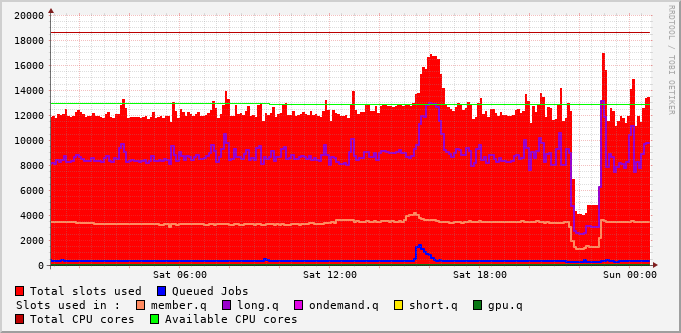 20000
18000
16000
14000
12000
10000
8000
6000
4000
2000
0
Sat 06:00 Sat 12:00 Sat 18:00 Sun 00:00
RRDTOOL / TOBI OETIKER
Total slots used Queued Jobs
Slots used in : member.q long.q ondemand.q short.q gpu.q
Total CPU cores Available CPU cores